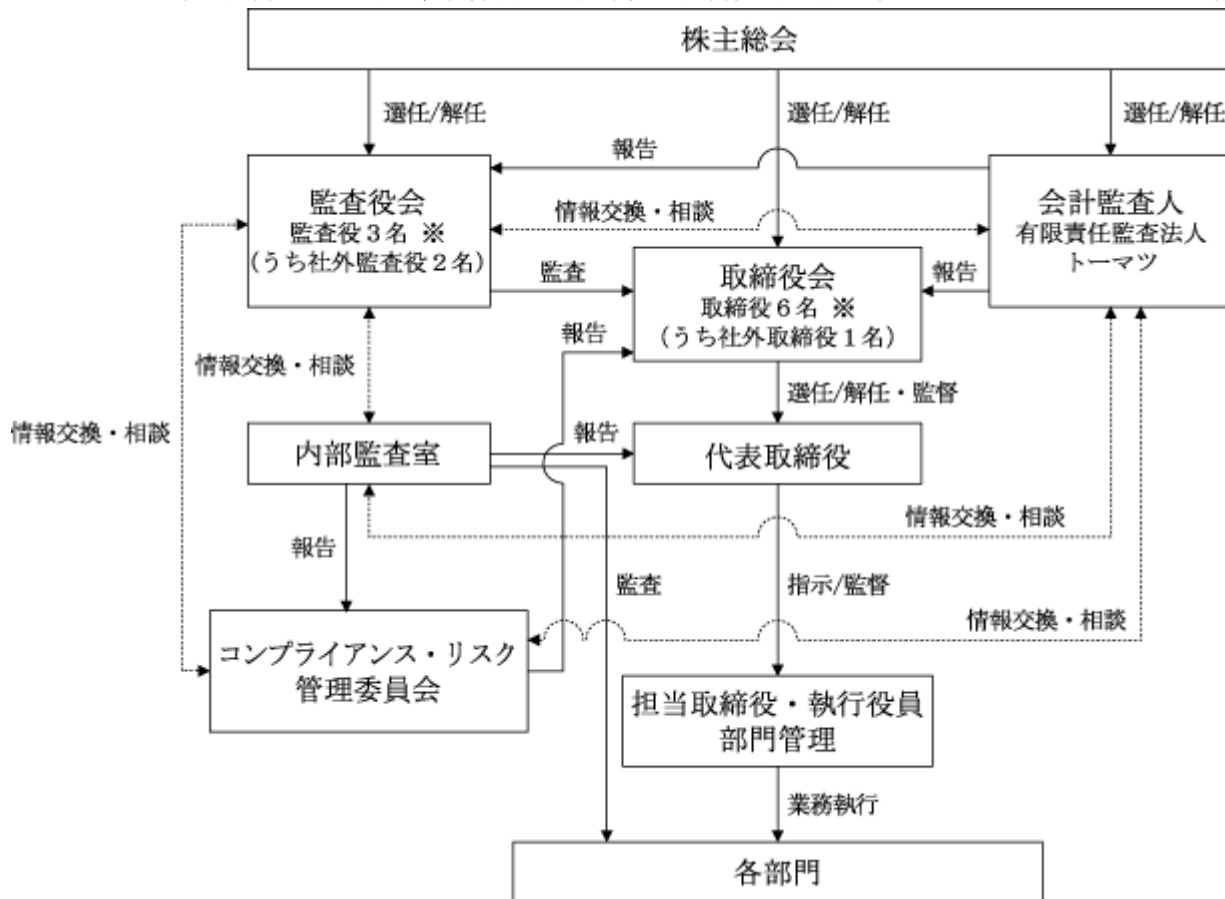 株主総会
選任/解任
選任/解任
選任/解任
報告
監査役会
監査役3名 ※
(うち社外監査役2名)
情報交換・相談
会計監査人
有限責任監査法人
トーマツ
監査
取締役会
取締役6名 ※
(うち社外取締役1名)
報告
報告
情報交換・相談
選任/解任・監督
情報交換・相談
内部監査室
報告
代表取締役
情報交換・相談
報告
監査
指示/監督
情報交換・相談
コンプライアンス・リスク
管理委員会
担当取締役・執行役員
部門管理
業務執行
各部門